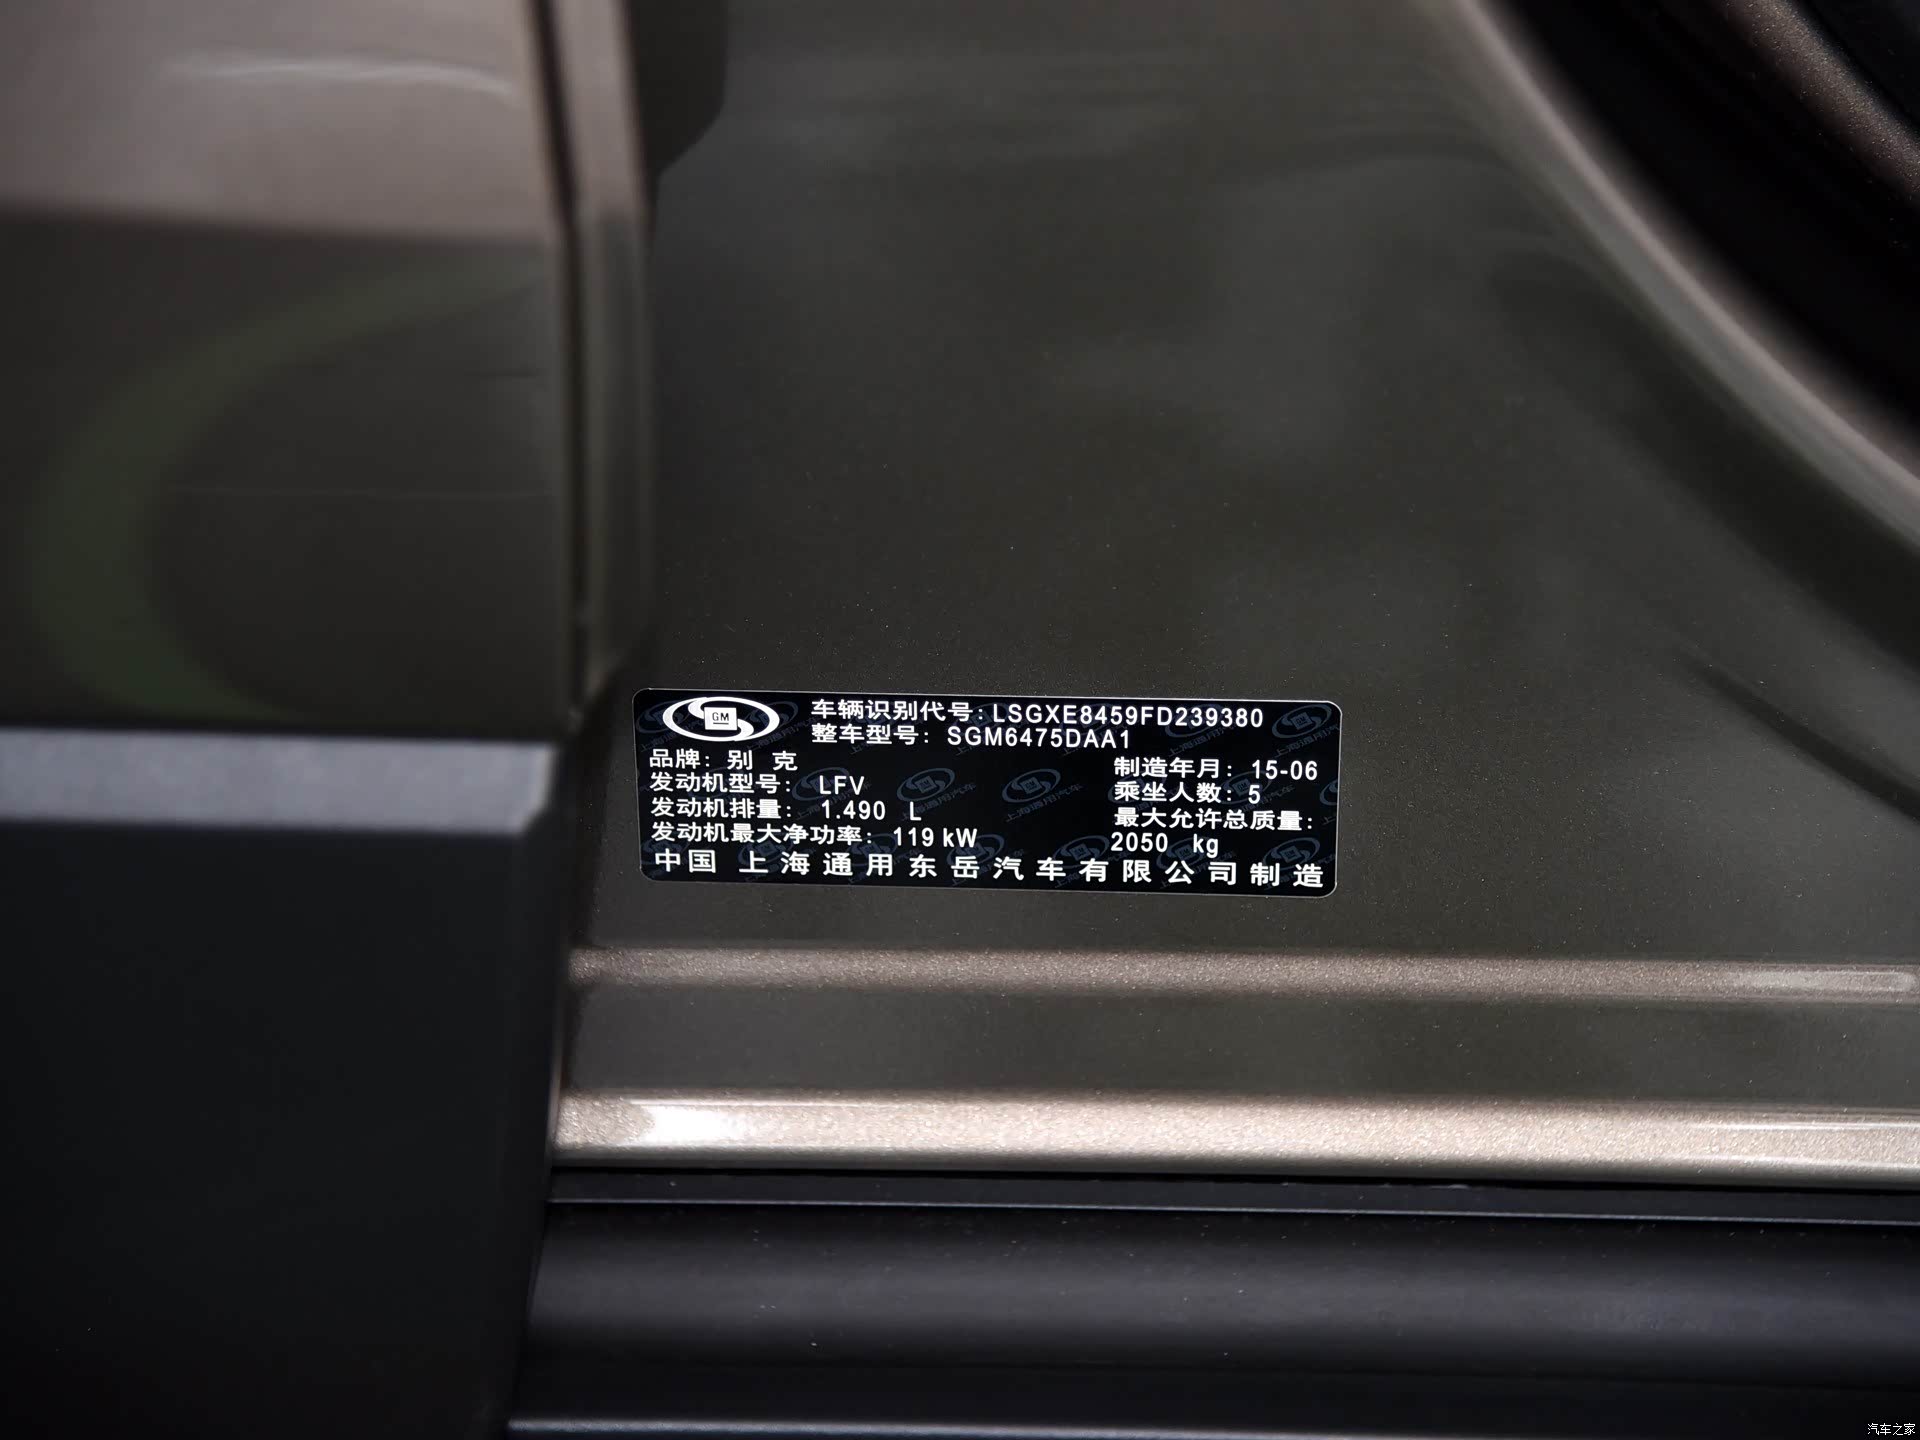 GM
车辆识别代号:LSGXE8459FD239380
整车型号: SGM6475DAA1
品牌: 别 克
制造年月: 15-06
发动机型号: LFV
乘坐人数: 5
发动机排量: 1.490 L
最大允许总质量:
发动机最大净功率: 119 kW
2050 kg
中国 上海通用东岳汽车有限公司制造
汽车之家